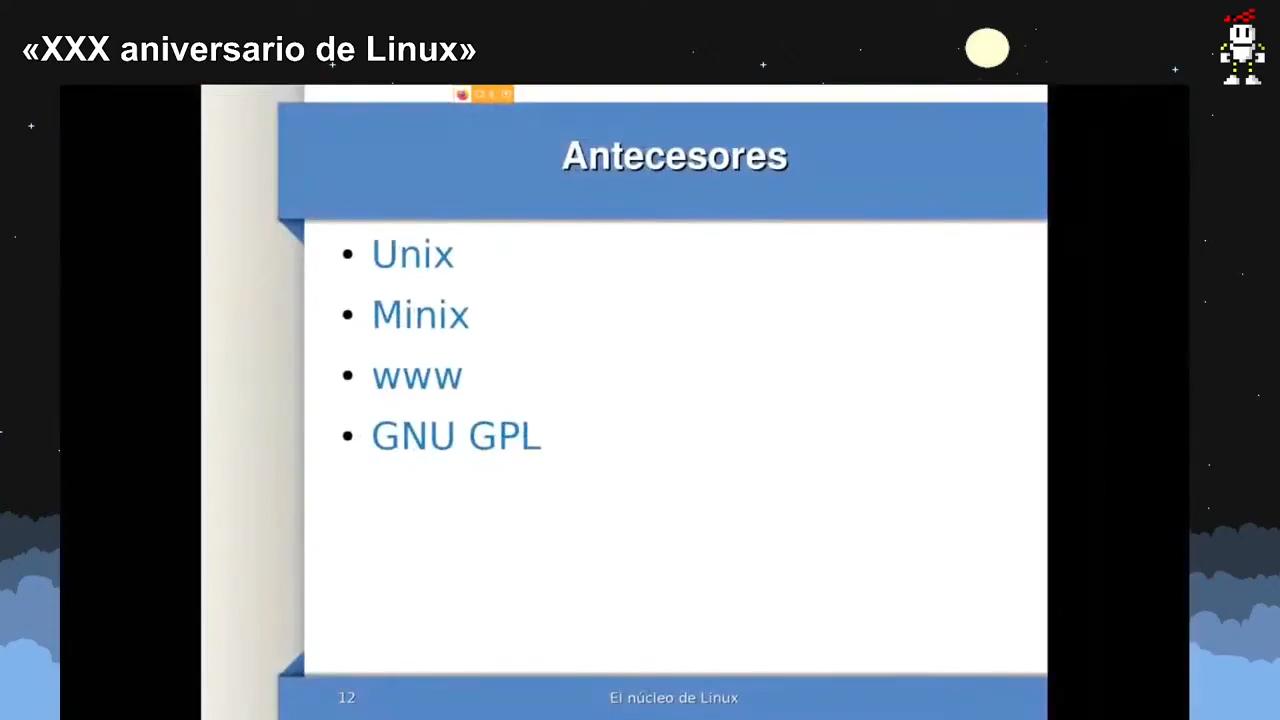 «XXX aniversario de Linux»
Antecesores
• Unix
• Minix
• www
• GNU GPL
12 El núcleo de Linux